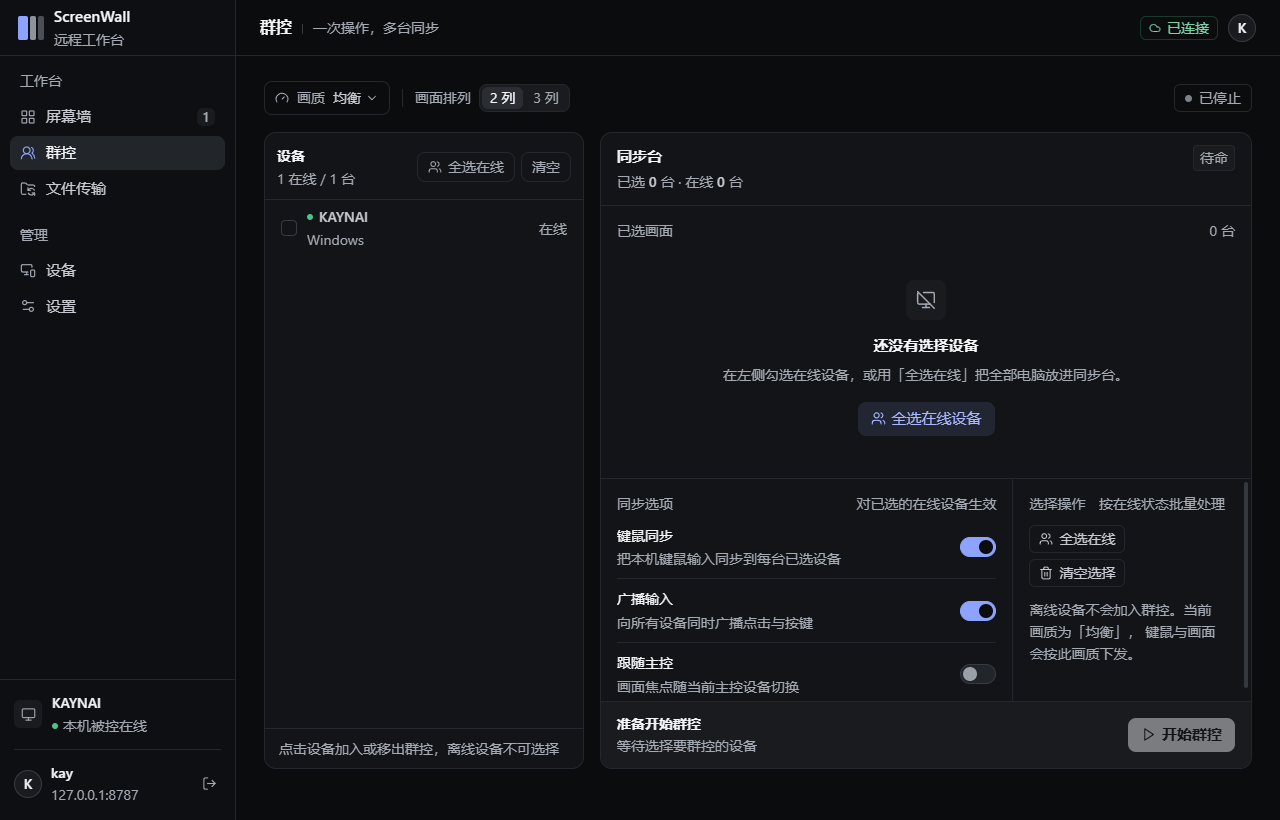 ScreenWall
远程工作台
工作台
屏幕墙 1
群控
文件传输
管理
设备
设置
KAYNAI
本机被控在线
K
kay
127.0.0.1:8787
群控 一次操作，多台同步
已连接 K
画质 均衡 画面排列 2 列 3 列
已停止
设备
1 在线 / 1 台
全选在线 清空
KAYNAI
Windows
在线
点击设备加入或移出群控，离线设备不可选择
同步台
已选 0 台 · 在线 0 台
待命
已选画面 0 台
还没有选择设备
在左侧勾选在线设备，或用「全选在线」把全部电脑放进同步台。
全选在线设备
同步选项 对已选的在线设备生效
键鼠同步
把本机键鼠输入同步到每台已选设备
广播输入
向所有设备同时广播点击与按键
跟随主控
画面焦点随当前主控设备切换
选择操作 按在线状态批量处理
全选在线
清空选择
离线设备不会加入群控。当前
画质为「均衡」，键鼠与画面
会按此画质下发。
准备开始群控
等待选择要群控的设备
开始群控